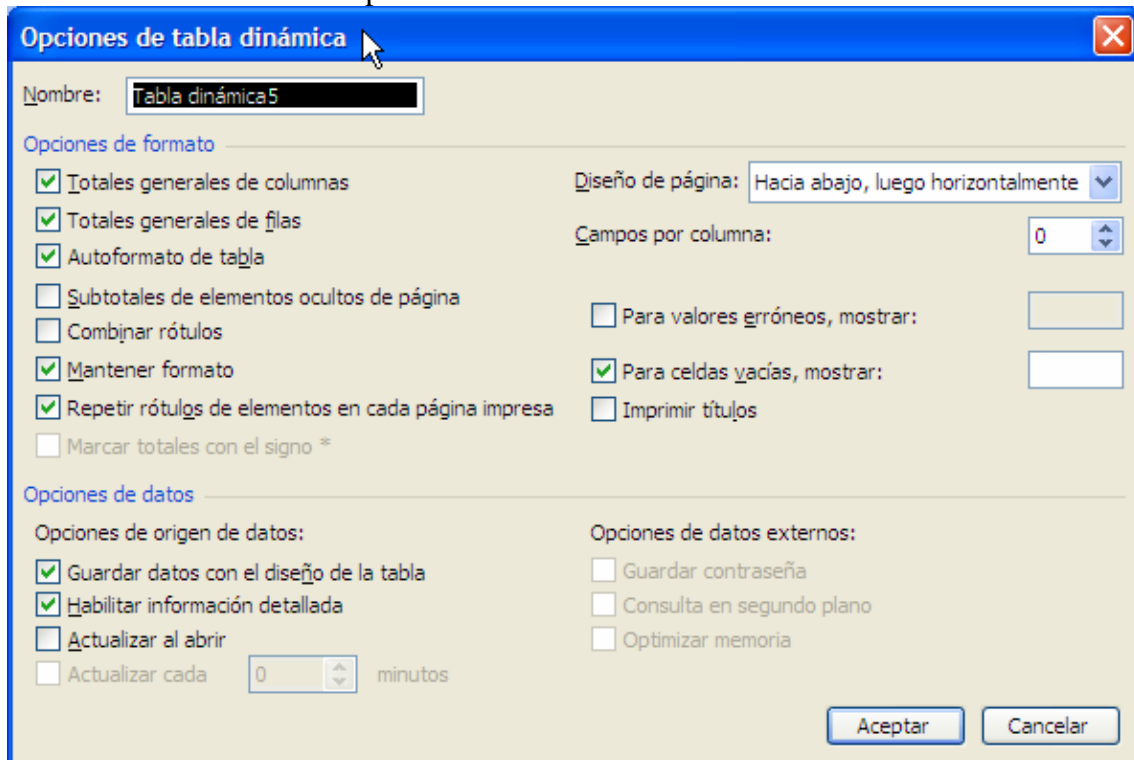 Opciones de tabla dinámica
Nombre: Tabla dinámica5
Opciones de formato
Totales generales de columnas
Totales generales de filas
Autoformato de tabla
Subtotales de elementos ocultos de página
Combinar rótulos
Mantener formato
Repetir rótulos de elementos en cada página impresa
Marcar totales con el signo *
Diseño de página: Hacia abajo, luego horizontalmente
Campos por columna: 0
Para valores erróneos, mostrar:
Para celdas vacías, mostrar:
Imprimir títulos
Opciones de datos
Opciones de origen de datos:
Guardar datos con el diseño de la tabla
Habilitar información detallada
Actualizar al abrir
Actualizar cada 0 minutos
Opciones de datos externos:
Guardar contraseña
Consulta en segundo plano
Optimizar memoria
Aceptar Cancelar